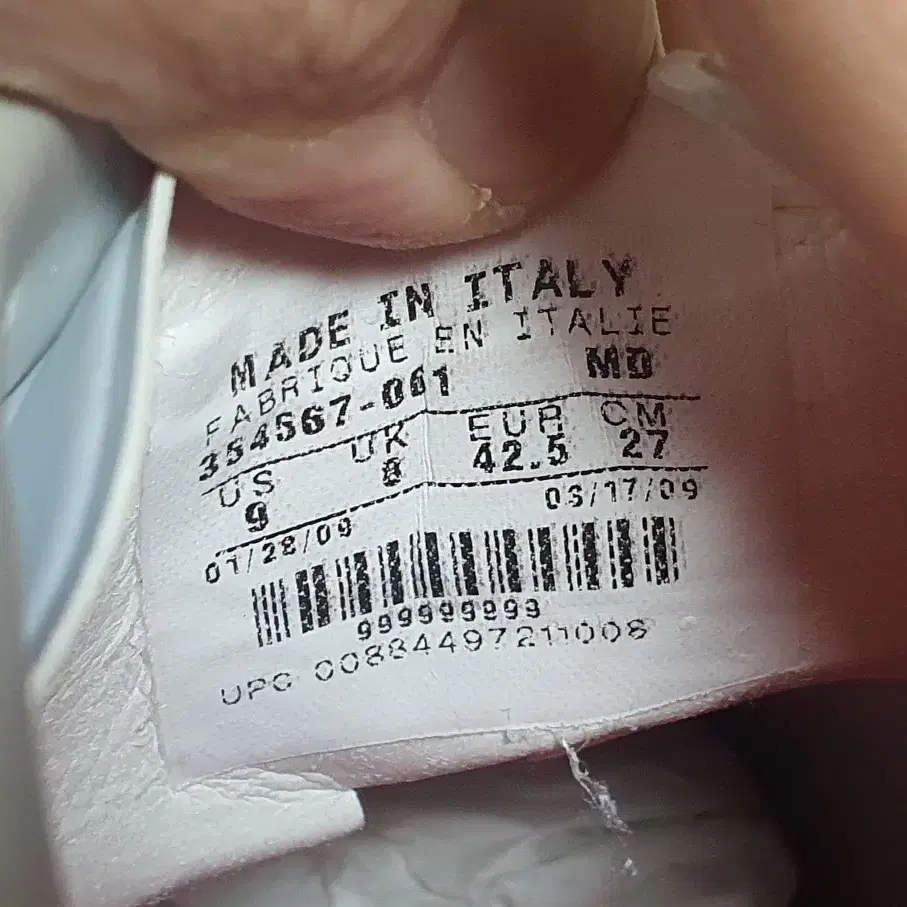 MADE IN ITALY
FABRIQUE EN ITALIE
354567-061 MD
US UK EUR CM
9 8 42.5 27
01/28/09 03/17/09
999999999
UPC 00884497211008